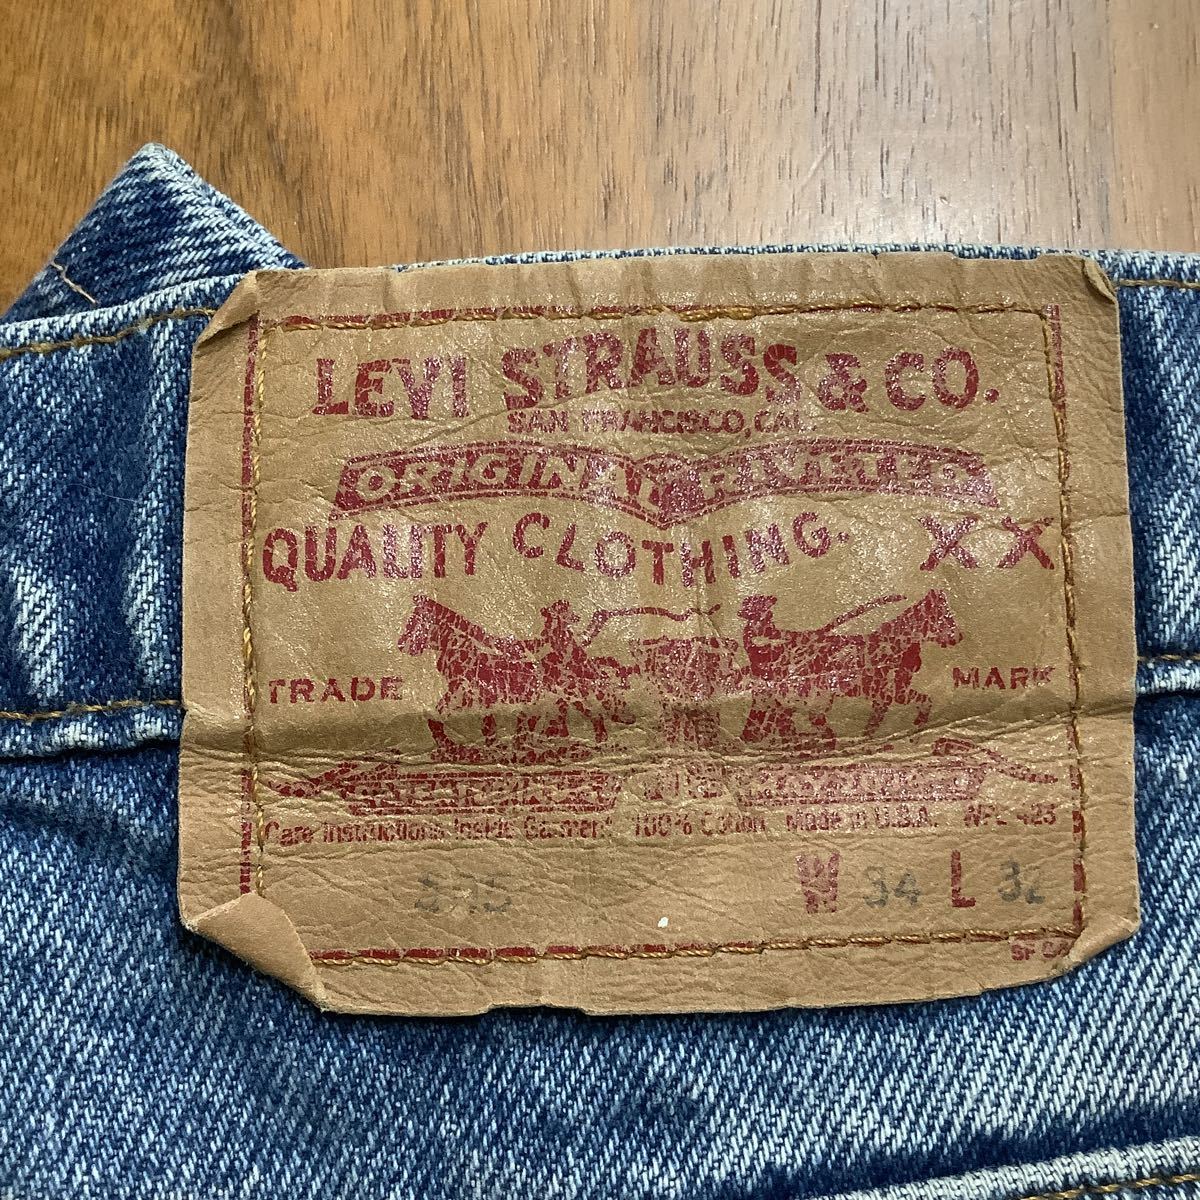 LEVI STRAUSS & CO.
SAN FRANCISCO, CAL.
ORIGINAL RIVETED
QUALITY CLOTHING. XX
TRADE MARK
Care Instructions Inside Garment 100% Cotton Made in U.S.A. WPL 423
W 34 L 32
SF